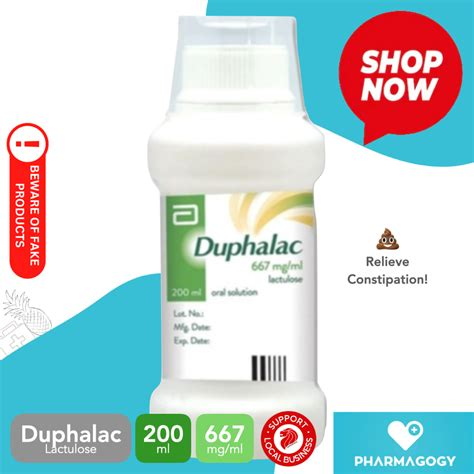 SHOP
NOW
BEWARE OF FAKE
PRODUCTS
Duphalac
667 mg/ml
lactulose
200 ml
oral solution
Lot. No.:
Mfg. Date:
Exp. Date:
Relieve
Constipation!
Duphalac
Lactulose
200
ml
667
mg/ml
SUPPORT
LOCAL BUSINESS
PHARMAGOGY